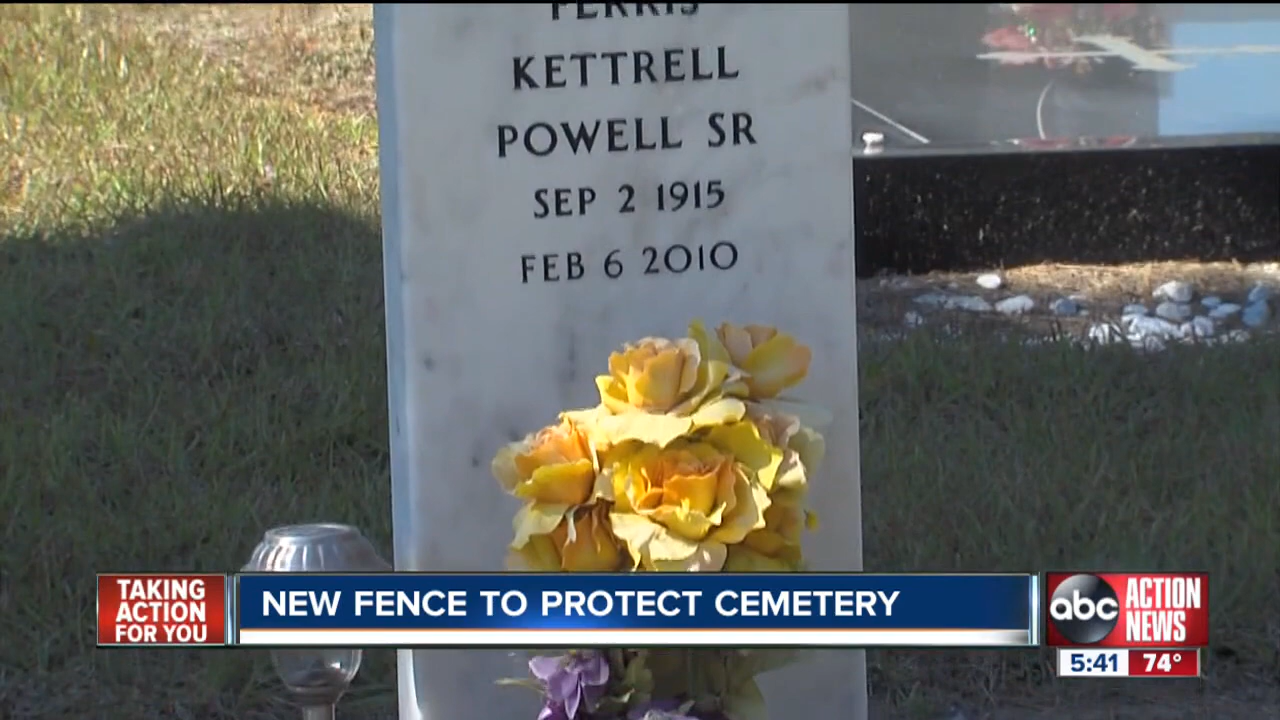 FERRIS
KETTRELL
POWELL SR
SEP 2 1915
FEB 6 2010
TAKING
ACTION
FOR YOU
NEW FENCE TO PROTECT CEMETERY
abc
ACTION
NEWS
5:41 74°